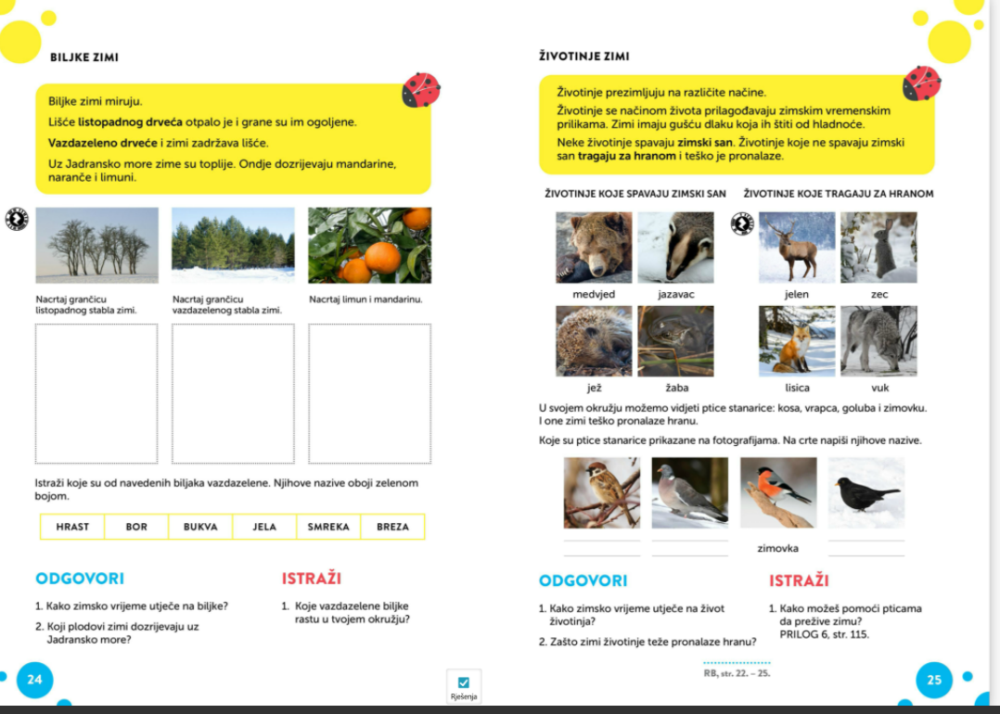 BILJKE ZIMI
Biljke zimi miruju.
Lišće listopadnog drveća otpalo je i grane su im ogoljene.
Vazdazeleno drveće i zimi zadržava lišće.
Uz Jadransko more zime su toplije. Ondje dozrijevaju mandarine,
naranče i limuni.
Nacrtaj grančicu
listopadnog stabla zimi.
Nacrtaj grančicu
vazdazelenog stabla zimi.
Nacrtaj limun i mandarinu.
Istraži koje su od navedenih biljaka vazdazelene. Njihove nazive oboji zelenom
bojom.
HRAST BOR BUKVA JELA SMREKA BREZA
ODGOVORI
1. Kako zimsko vrijeme utječe na biljke?
2. Koji plodovi zimi dozrijevaju uz
Jadransko more?
ISTRAŽI
1. Koje vazdazelene biljke
rastu u tvojem okružju?
24
ŽIVOTINJE ZIMI
Životinje prezimljuju na različite načine.
Životinje se načinom života prilagođavaju zimskim vremenskim
prilikama. Zimi imaju gušću dlaku koja ih štiti od hladnoće.
Neke životinje spavaju zimski san. Životinje koje ne spavaju zimski
san tragaju za hranom i teško je pronalaze.
ŽIVOTINJE KOJE SPAVAJU ZIMSKI SAN
ŽIVOTINJE KOJE TRAGAJU ZA HRANOM
medvjed jazavac jelen zec
jež žaba lisica vuk
U svojem okružju možemo vidjeti ptice stanarice: kosa, vrapca, goluba i zimovku.
I one zimi teško pronalaze hranu.
Koje su ptice stanarice prikazane na fotografijama. Na crte napiši njihove nazive.
zimovka
ODGOVORI
1. Kako zimsko vrijeme utječe na život
životinja?
2. Zašto zimi životinje teže pronalaze hranu?
ISTRAŽI
1. Kako možeš pomoći pticama
da prežive zimu?
PRILOG 6, str. 115.
RB, str. 22. – 25.
25
Rješenja